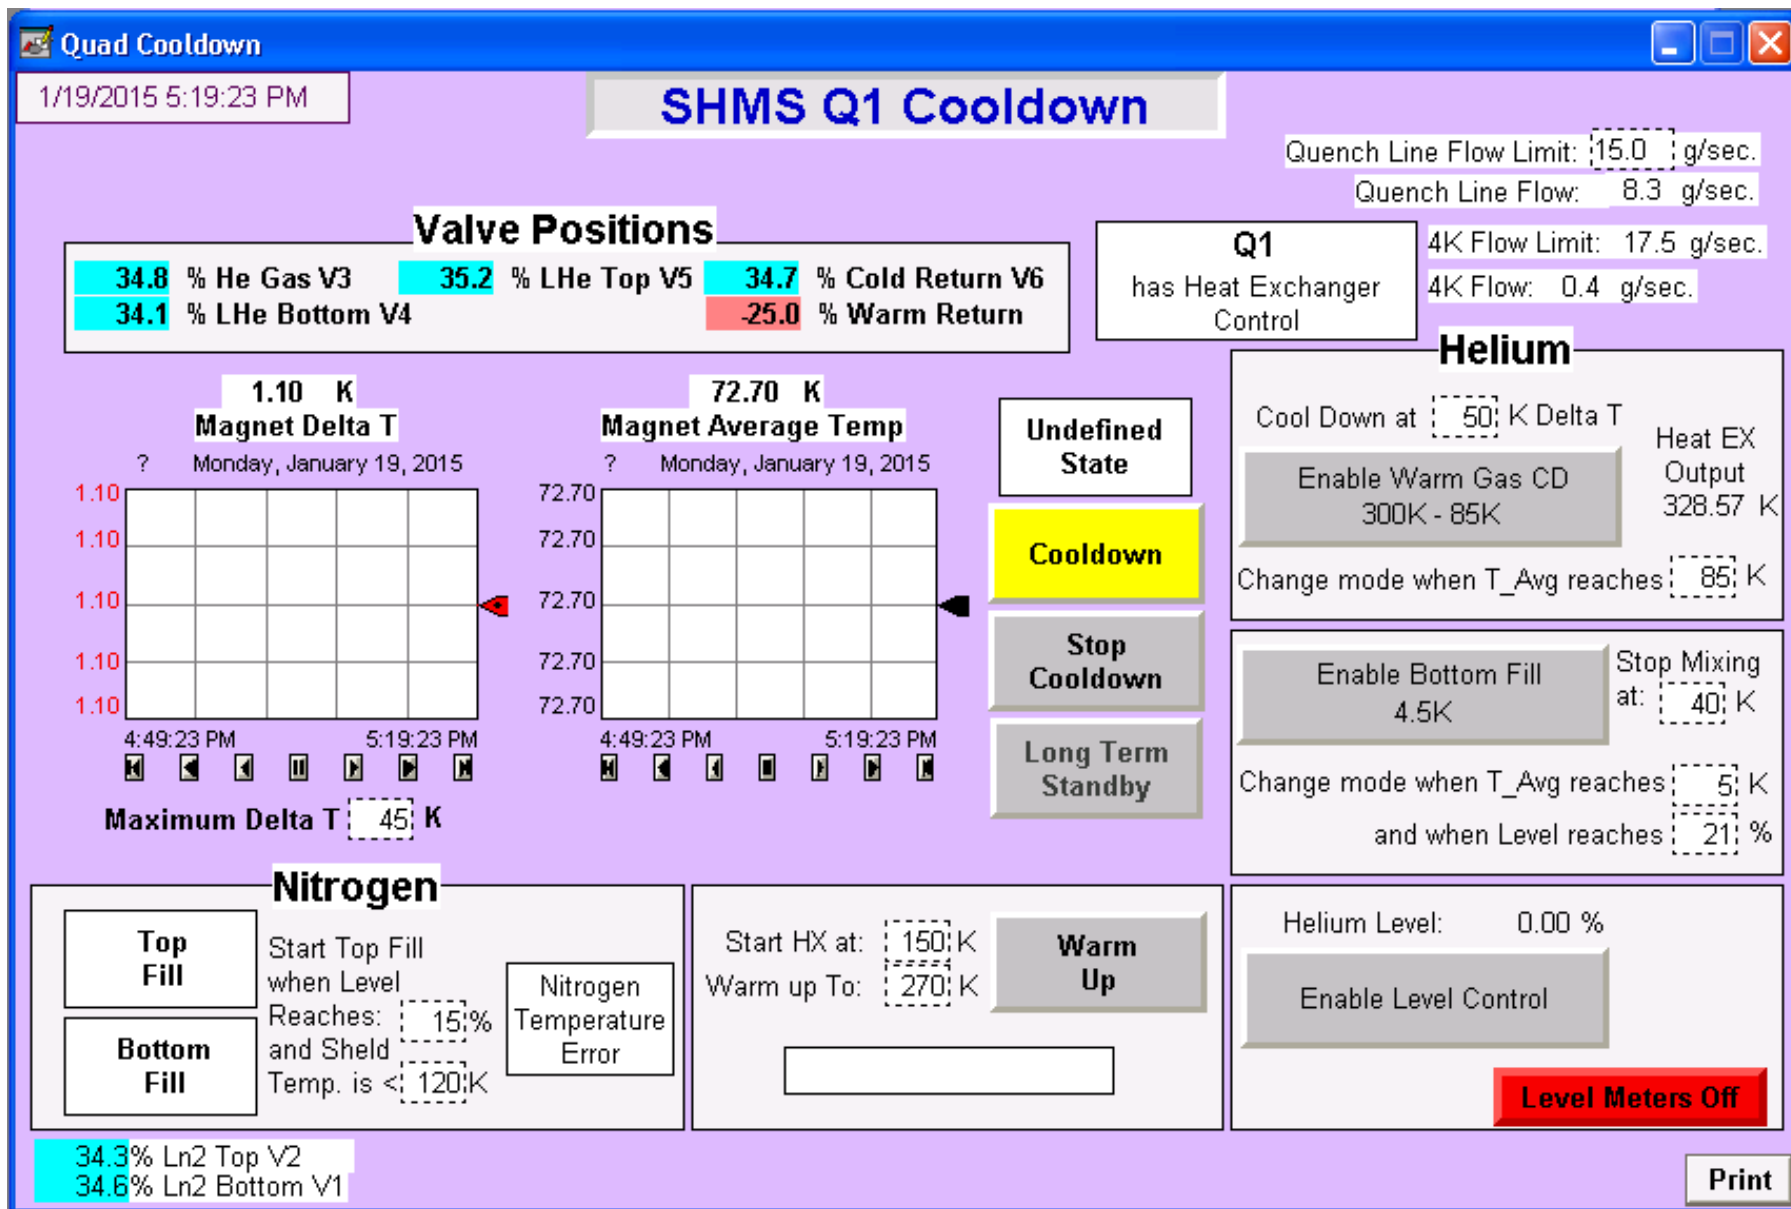 Quad Cooldown
1/19/2015 5:19:23 PM
SHMS Q1 Cooldown
Quench Line Flow Limit: 15.0 g/sec.
Quench Line Flow: 8.3 g/sec.
4K Flow Limit: 17.5 g/sec.
4K Flow: 0.4 g/sec.
Q1
has Heat Exchanger
Control
Valve Positions
34.8 % He Gas V3 35.2 % LHe Top V5 34.7 % Cold Return V6
34.1 % LHe Bottom V4 -25.0 % Warm Return
1.10 K
Magnet Delta T
? Monday, January 19, 2015
1.10
1.10
1.10
1.10
1.10
4:49:23 PM 5:19:23 PM
Maximum Delta T 45 K
72.70 K
Magnet Average Temp
? Monday, January 19, 2015
72.70
72.70
72.70
72.70
72.70
4:49:23 PM 5:19:23 PM
Undefined
State
Cooldown
Stop
Cooldown
Long Term
Standby
Helium
Cool Down at 50 K Delta T
Enable Warm Gas CD
300K - 85K
Heat EX
Output
328.57 K
Change mode when T_Avg reaches 85 K
Enable Bottom Fill
4.5K
Stop Mixing
at: 40 K
Change mode when T_Avg reaches 5 K
and when Level reaches 21 %
Nitrogen
Top
Fill
Bottom
Fill
Start Top Fill
when Level
Reaches: 15 %
and Sheld
Temp. is < 120 K
Nitrogen
Temperature
Error
Start HX at: 150 K
Warm up To: 270 K
Warm
Up
Helium Level: 0.00 %
Enable Level Control
Level Meters Off
34.3% Ln2 Top V2
34.6% Ln2 Bottom V1
Print